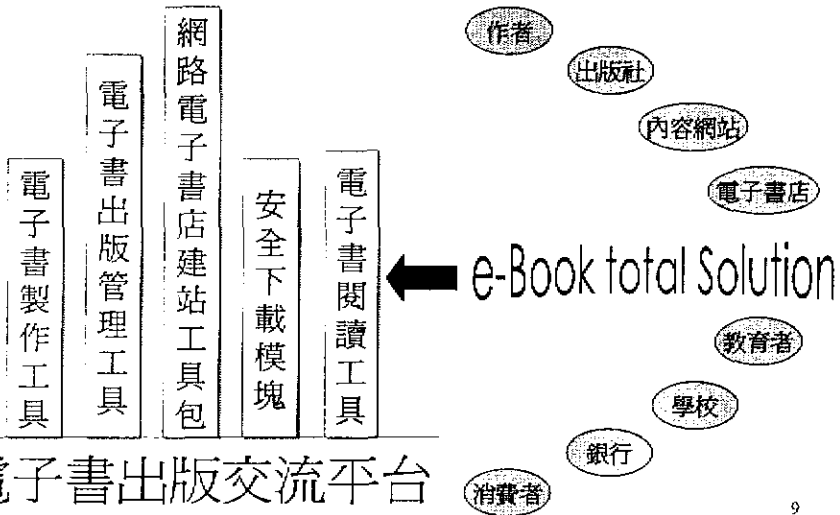 電子書製作工具
電子書出版管理工具
網路電子書店建站工具包
安全下載模塊
電子書閱讀工具
電子書出版交流平台
作者
出版社
內容網站
電子書店
e-Book total Solution
教育者
學校
銀行
消費者
9